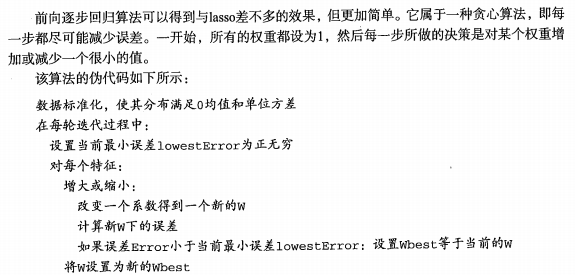 前向逐步回归算法可以得到与lasso差不多的效果，但更加简单。它属于一种贪心算法，即每
一步都尽可能减少误差。一开始，所有的权重都设为1，然后每一步所做的决策是对某个权重增
加或减少一个很小的值。
该算法的伪代码如下所示：
数据标准化，使其分布满足0均值和单位方差
在每轮迭代过程中：
设置当前最小误差lowestError为正无穷
对每个特征：
增大或缩小：
改变一个系数得到一个新的W
计算新W下的误差
如果误差Error小于当前最小误差lowestError：设置Wbest等于当前的W
将W设置为新的Wbest